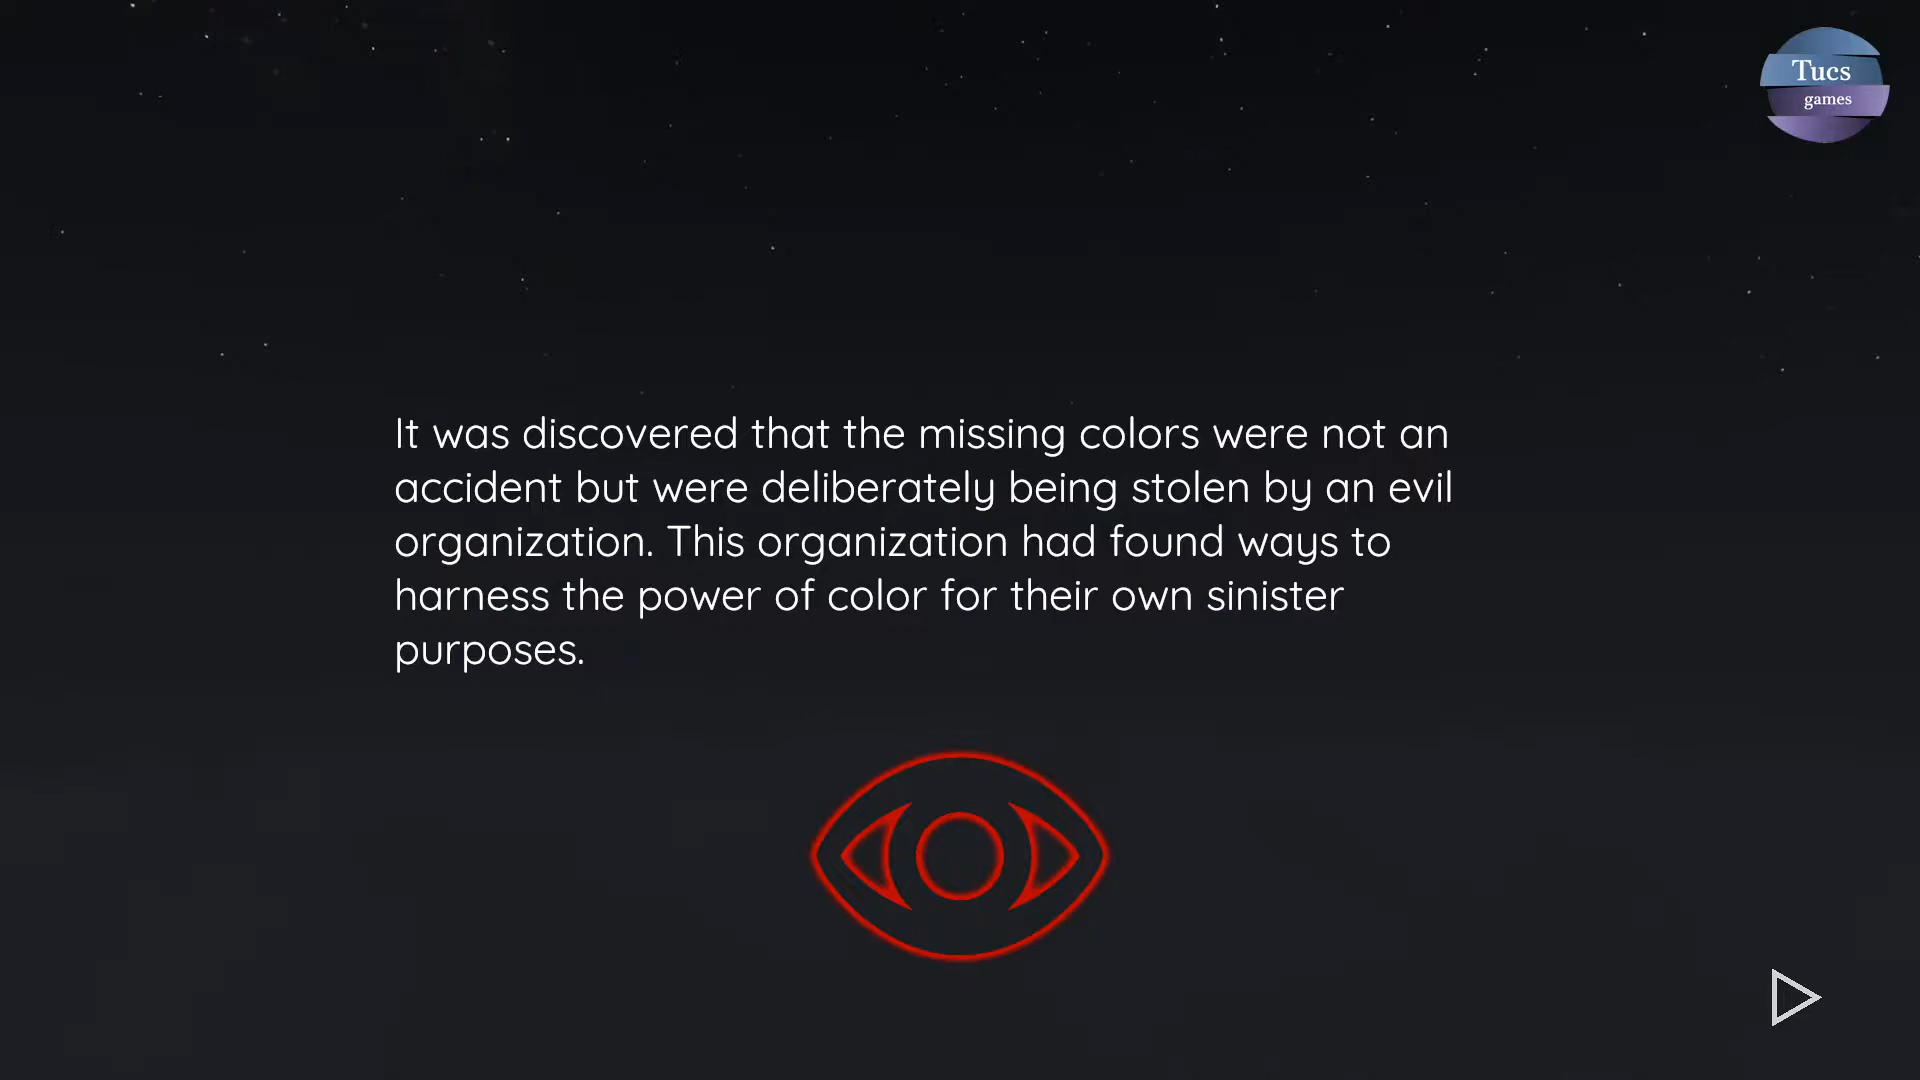 Tucs
games
It was discovered that the missing colors were not an
accident but were deliberately being stolen by an evil
organization. This organization had found ways to
harness the power of color for their own sinister
purposes.